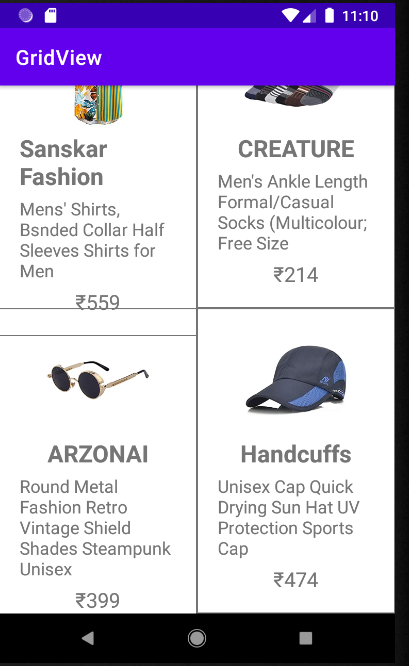 11:10
GridView
Sanskar
Fashion
Mens' Shirts,
Bsnded Collar Half
Sleeves Shirts for
Men
₹559
CREATURE
Men's Ankle Length
Formal/Casual
Socks (Multicolour;
Free Size
₹214
ARZONAI
Round Metal
Fashion Retro
Vintage Shield
Shades Steampunk
Unisex
₹399
Handcuffs
Unisex Cap Quick
Drying Sun Hat UV
Protection Sports
Cap
₹474